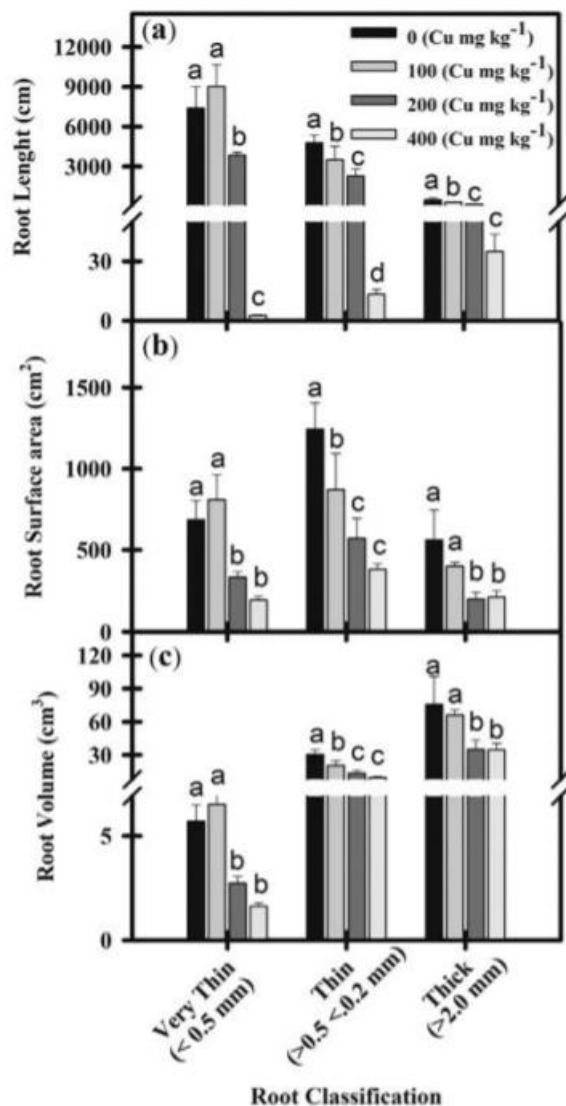 (a)
0 (Cu mg kg-1)
100 (Cu mg kg-1)
200 (Cu mg kg-1)
400 (Cu mg kg-1)
Root Lenght (cm)
12000
9000
6000
3000
30
0
a a b c
a b c d
a b c c
(b)
Root Surface area (cm2)
1500
1000
500
0
a a b b
a b c c
a a b b
(c)
Root Volume (cm3)
120
90
60
30
5
0
a a b b
a b c c
a a b b
Very Thin
(< 0.5 mm)
Thin
(>0.5 <.0.2 mm)
Thick
(>2.0 mm)
Root Classification